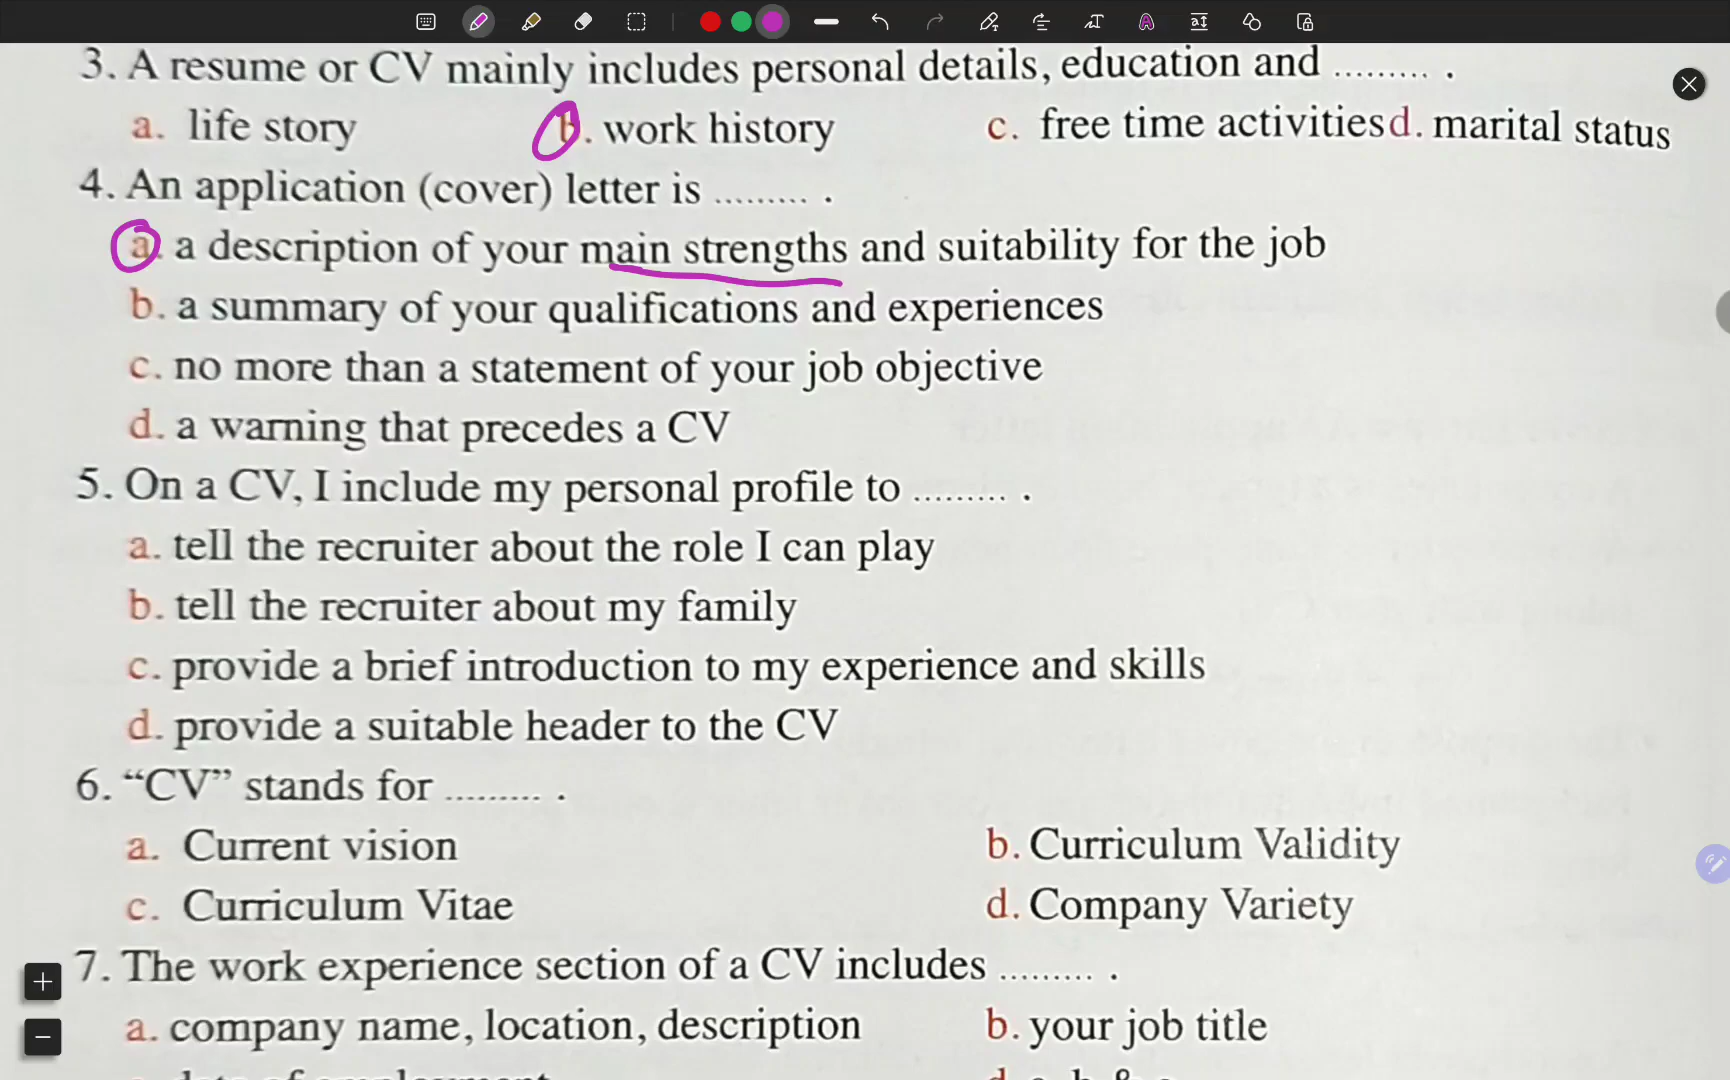 3. A resume or CV mainly includes personal details, education and ......... .
a. life story b. work history c. free time activities d. marital status
4. An application (cover) letter is ......... .
a. a description of your main strengths and suitability for the job
b. a summary of your qualifications and experiences
c. no more than a statement of your job objective
d. a warning that precedes a CV
5. On a CV, I include my personal profile to ......... .
a. tell the recruiter about the role I can play
b. tell the recruiter about my family
c. provide a brief introduction to my experience and skills
d. provide a suitable header to the CV
6. “CV” stands for ......... .
a. Current vision b. Curriculum Validity
c. Curriculum Vitae d. Company Variety
7. The work experience section of a CV includes ......... .
a. company name, location, description b. your job title